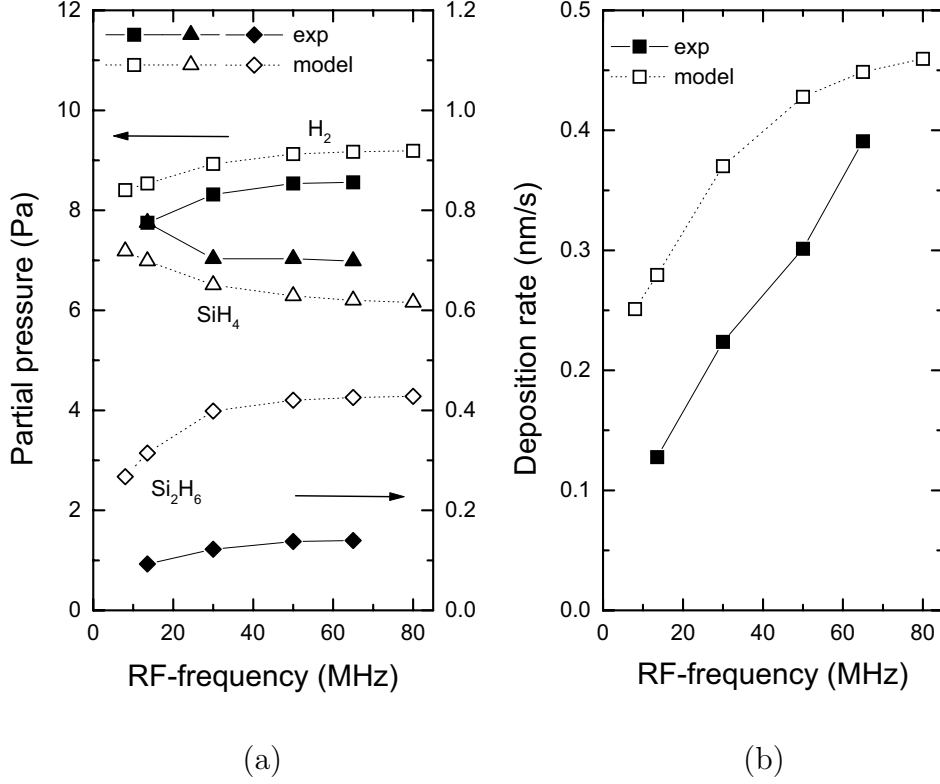 12
10
8
6
4
2
0
Partial pressure (Pa)
exp
model
H₂
SiH₄
Si₂H₆
1.2
1.0
0.8
0.6
0.4
0.2
0.0
0 20 40 60 80
RF-frequency (MHz)
(a)
0.5
0.4
0.3
0.2
0.1
0.0
Deposition rate (nm/s)
exp
model
0 20 40 60 80
RF-frequency (MHz)
(b)